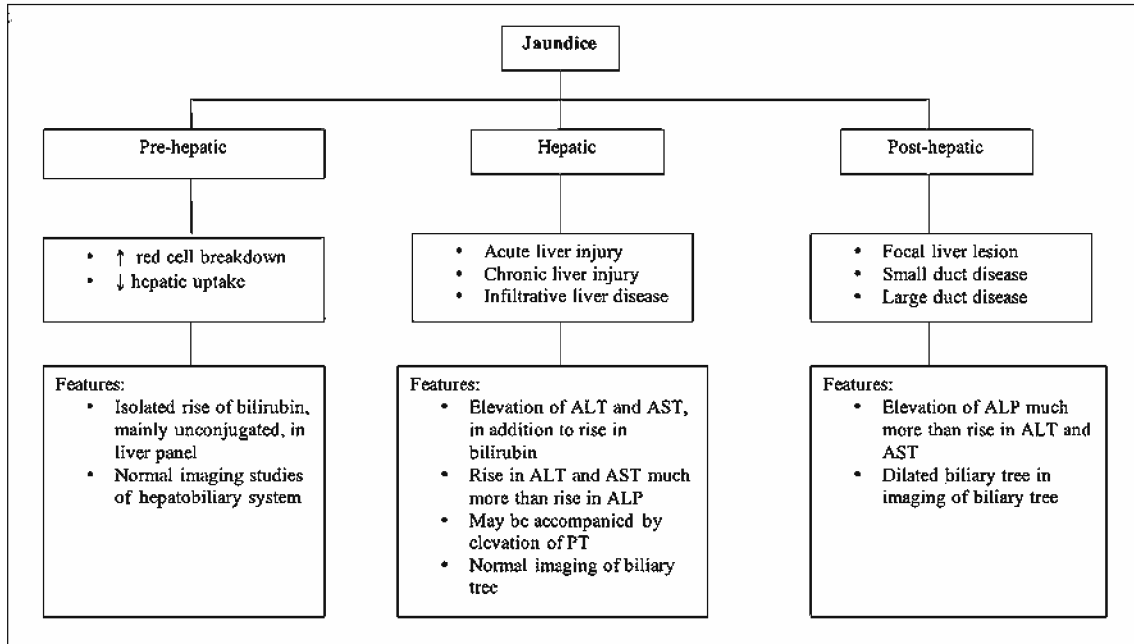 Jaundice
Pre-hepatic
Hepatic
Post-hepatic
• ↑ red cell breakdown
• ↓ hepatic uptake
• Acute liver injury
• Chronic liver injury
• Infiltrative liver disease
• Focal liver lesion
• Small duct disease
• Large duct disease
Features:
• Isolated rise of bilirubin,
mainly unconjugated, in
liver panel
• Normal imaging studies
of hepatobiliary system
Features:
• Elevation of ALT and AST,
in addition to rise in
bilirubin
• Rise in ALT and AST much
more than rise in ALP
• May be accompanied by
elevation of PT
• Normal imaging of biliary
tree
Features:
• Elevation of ALP much
more than rise in ALT and
AST
• Dilated biliary tree in
imaging of biliary tree